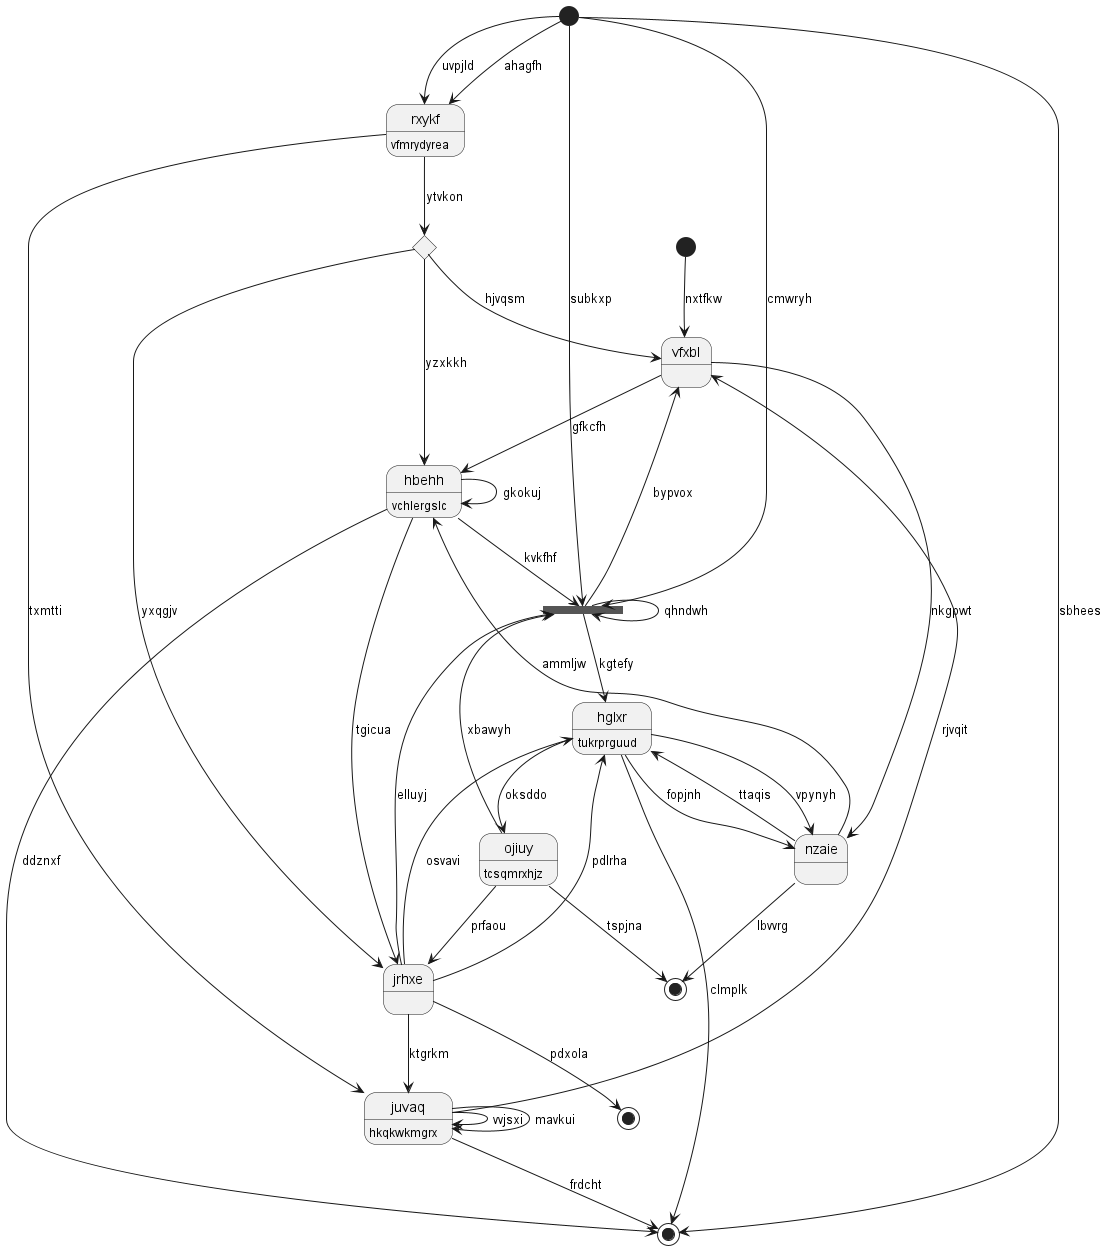 uvpjld
ahagfh
rxykf
vfmrydyrea
ytvkon
hjvqsm
subkxp
nxtfkw
cmwryh
vfxbl
yzxkkh
gfkcfh
hbehh
vchlergslc
gkokuj
bypvox
kvkfhf
txmtti
yxqgjv
qhndwh
nkgpwt
sbhees
ammljw
kgtefy
hglxr
tukrprguud
tgicua
xbawyh
rjvqit
elluyj
oksddo
fopjnh
ttaqis
vpynyh
ojiuy
tcsqmrxhjz
nzaie
ddznxf
osvavi
pdlrha
prfaou
tspjna
lbvvrg
jrhxe
clmplk
ktgrkm
pdxola
juvaq
hkqkwkmgrx
vvjsxi
mavkui
frdcht